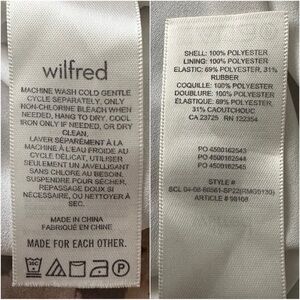 wilfred
MACHINE WASH COLD GENTLE
CYCLE SEPARATELY, ONLY
NON-CHLORINE BLEACH WHEN
NEEDED, HANG TO DRY, COOL
IRON ONLY IF NEEDED, OR DRY
CLEAN.
LAVER SÉPARÉMENT À LA
MACHINE À L'EAU FROIDE AU
CYCLE DÉLICAT, UTILISER
SEULEMENT UN JAVELLISANT
SANS CHLORE AU BESOIN,
SUSPENDRE POUR SÉCHER,
REPASSAGE DOUX SI
NÉCESSAIRE, OU NETTOYER À
SEC.
MADE IN CHINA
FABRIQUÉ EN CHINE
MADE FOR EACH OTHER.
30C
P
SHELL: 100% POLYESTER
LINING: 100% POLYESTER
ELASTIC: 69% POLYESTER, 31%
RUBBER
COQUILLE: 100% POLYESTER
DOUBLURE: 100% POLYESTER
ÉLASTIQUE: 69% POLYESTER,
31% CAOUTCHOUC
CA 23725 RN 122354
PO 4500162543
PO 4500162544
PO 4500162545
STYLE #
ARTICLE # 98108